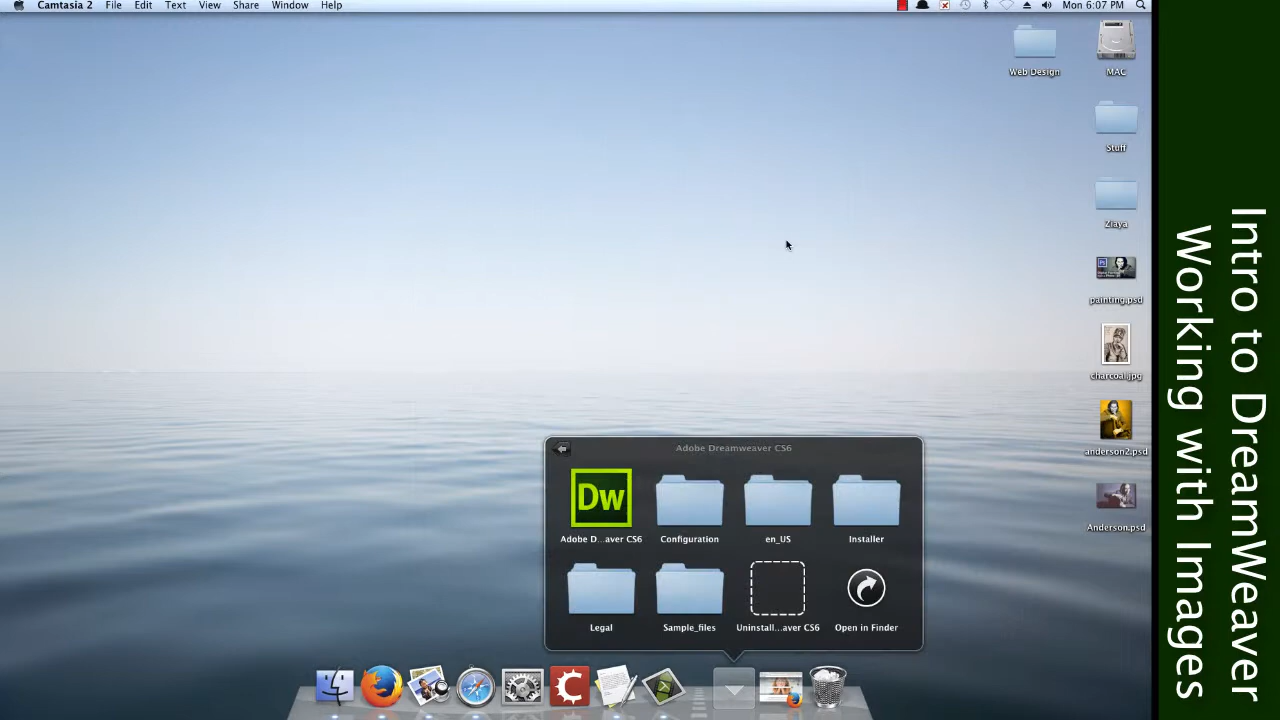 Camtasia 2 File Edit Text View Share Window Help
Mon 6:07 PM
Web Design
MAC
Stuff
Ziaya
painting.psd
charcoal.jpg
anderson2.psd
Anderson.psd
Adobe Dreamweaver CS6
Dw
Adobe D...aver CS6
Configuration
en_US
Installer
Legal
Sample_files
Uninstall...aver CS6
Open in Finder
Intro to DreamWeaver
Working with Images